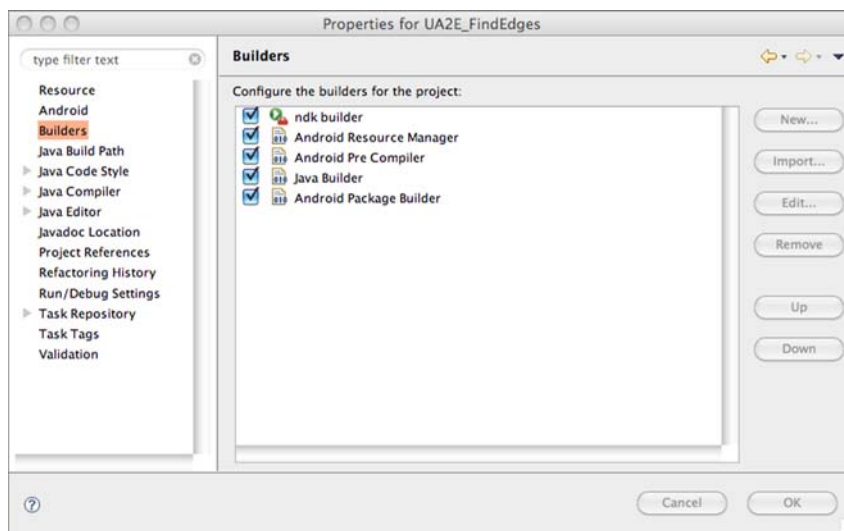 Properties for UA2E_FindEdges
type filter text
Resource
Android
Builders
Java Build Path
Java Code Style
Java Compiler
Java Editor
Javadoc Location
Project References
Refactoring History
Run/Debug Settings
Task Repository
Task Tags
Validation
Builders
Configure the builders for the project:
ndk builder
Android Resource Manager
Android Pre Compiler
Java Builder
Android Package Builder
New...
Import...
Edit...
Remove
Up
Down
?
Cancel
OK